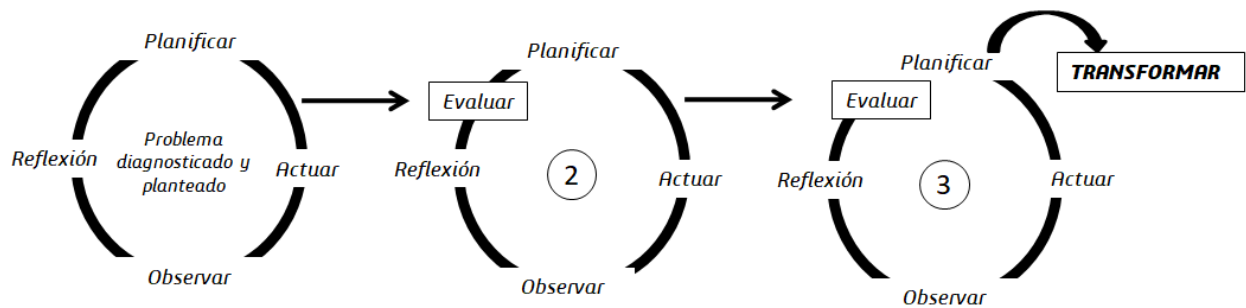 Planificar
Reflexión
Problema
diagnosticado y
planteado
Actuar
Observar
Planificar
Evaluar
Reflexión
2
Actuar
Observar
Planificar
TRANSFORMAR
Evaluar
Reflexión
3
Actuar
Observar